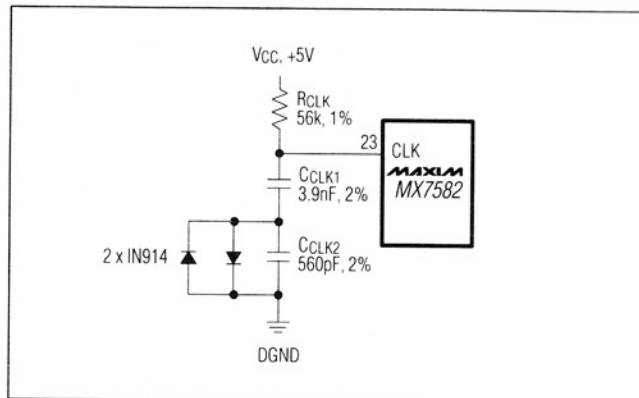 VCC, +5V
RCLK
56k, 1%
23
CLK
MAXIM
MX7582
CCLK1
3.9nF, 2%
2 x IN914
CCLK2
560pF, 2%
DGND